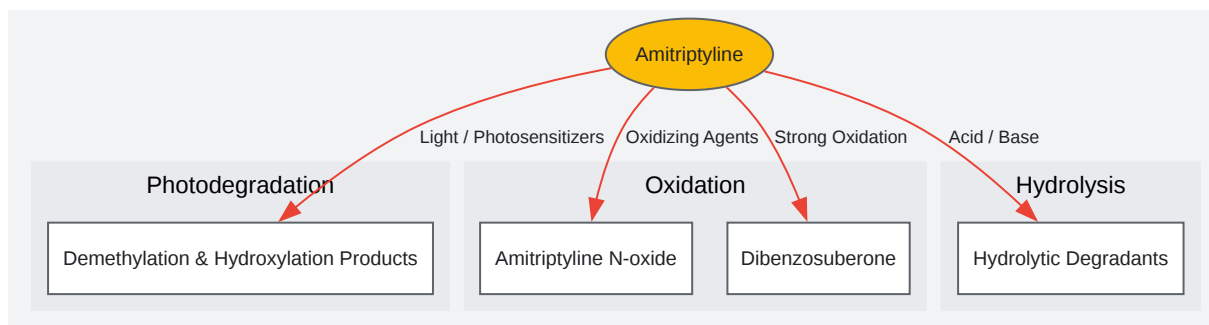 Amitriptyline
Light / Photosensitizers
Oxidizing Agents
Strong Oxidation
Acid / Base
Photodegradation
Oxidation
Hydrolysis
Demethylation & Hydroxylation Products
Amitriptyline N-oxide
Dibenzosuberone
Hydrolytic Degradants